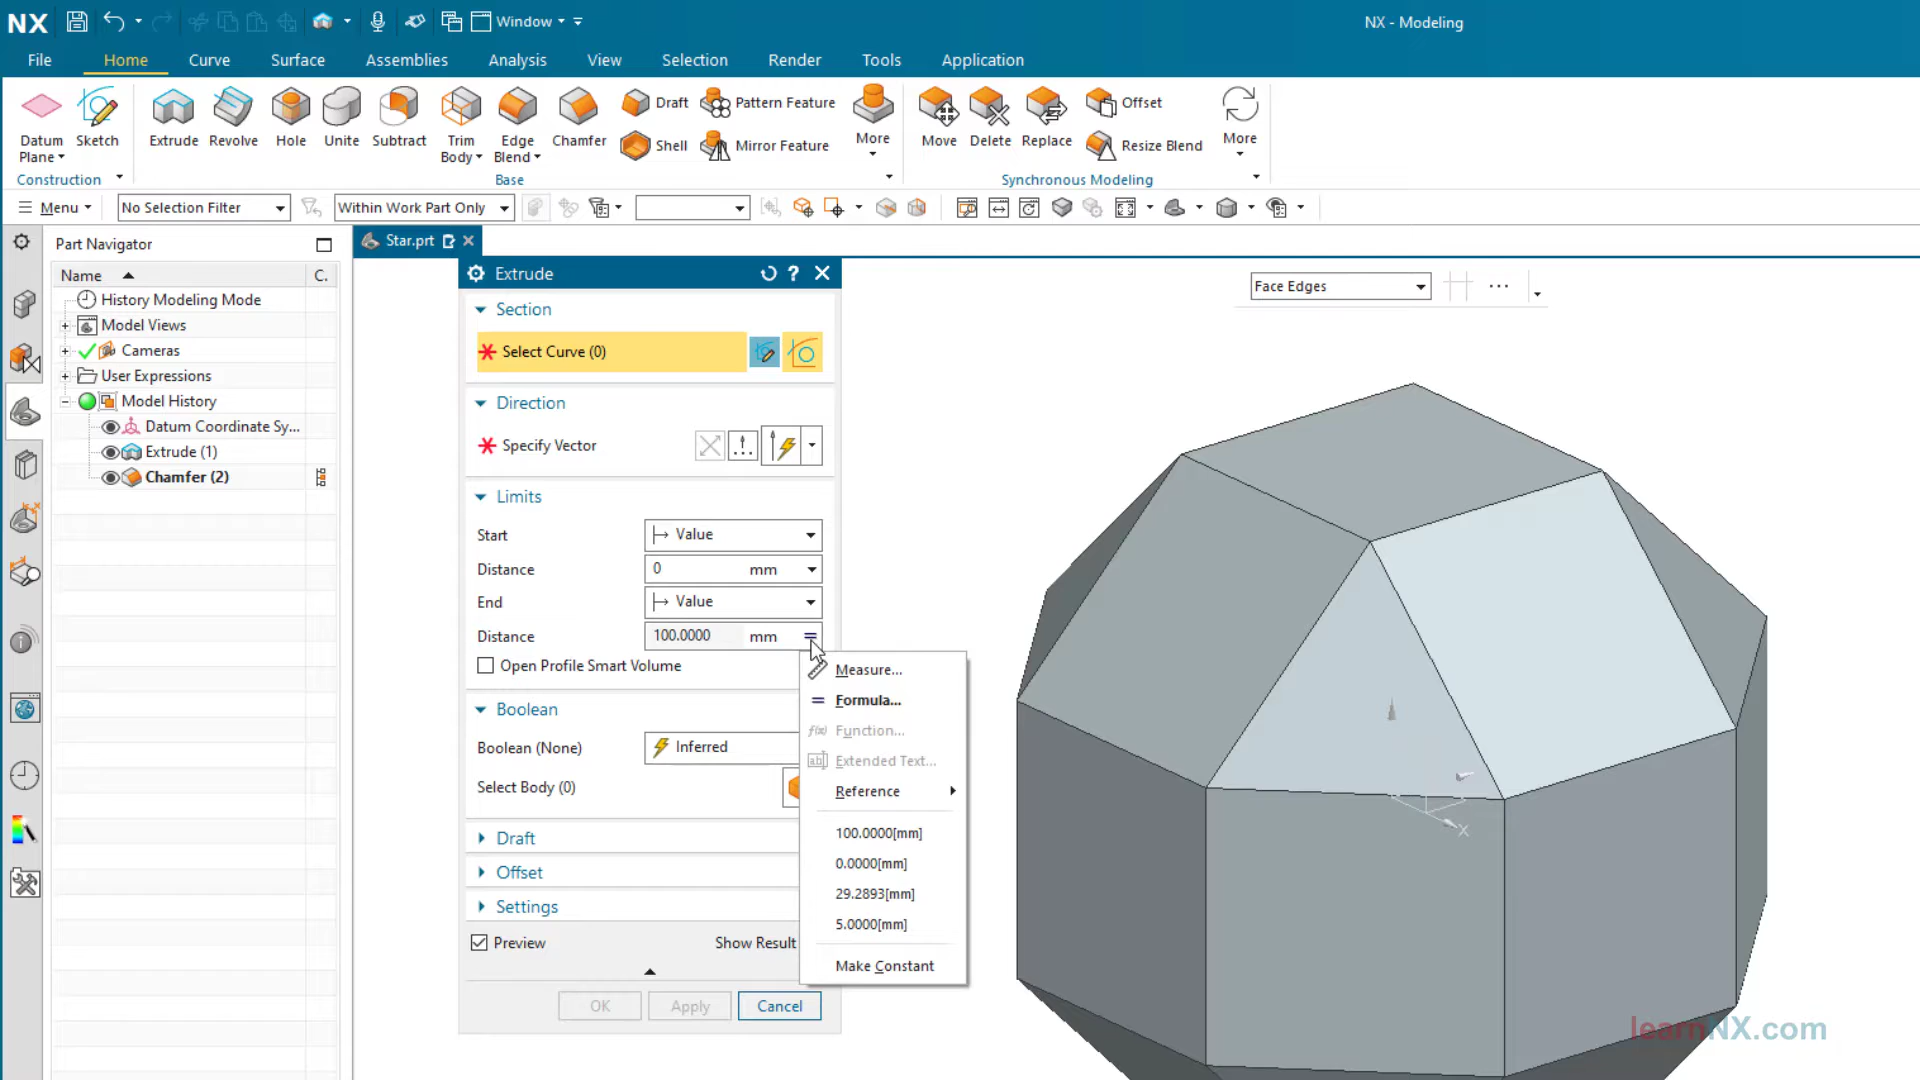 NX
Window
NX - Modeling
File
Home
Curve
Surface
Assemblies
Analysis
View
Selection
Render
Tools
Application
Datum
Plane
Sketch
Extrude
Revolve
Hole
Unite
Subtract
Trim
Body
Edge
Blend
Chamfer
Draft
Shell
Pattern Feature
Mirror Feature
More
Move
Delete
Replace
Offset
Resize Blend
More
Construction
Base
Synchronous Modeling
Menu
No Selection Filter
Within Work Part Only
Part Navigator
Name
C.
History Modeling Mode
Model Views
Cameras
User Expressions
Model History
Datum Coordinate Sy...
Extrude (1)
Chamfer (2)
Star.prt
Extrude
Section
Select Curve (0)
Direction
Specify Vector
Limits
Start
Value
Distance
0 mm
End
Value
Distance
100.0000 mm
Open Profile Smart Volume
Boolean
Boolean (None)
Inferred
Select Body (0)
Draft
Offset
Settings
Preview
Show Result
OK
Apply
Cancel
Measure...
Formula...
f(x) Function...
ab Extended Text...
Reference
100.0000[mm]
0.0000[mm]
29.2893[mm]
5.0000[mm]
Make Constant
Face Edges
X
learnNX.com